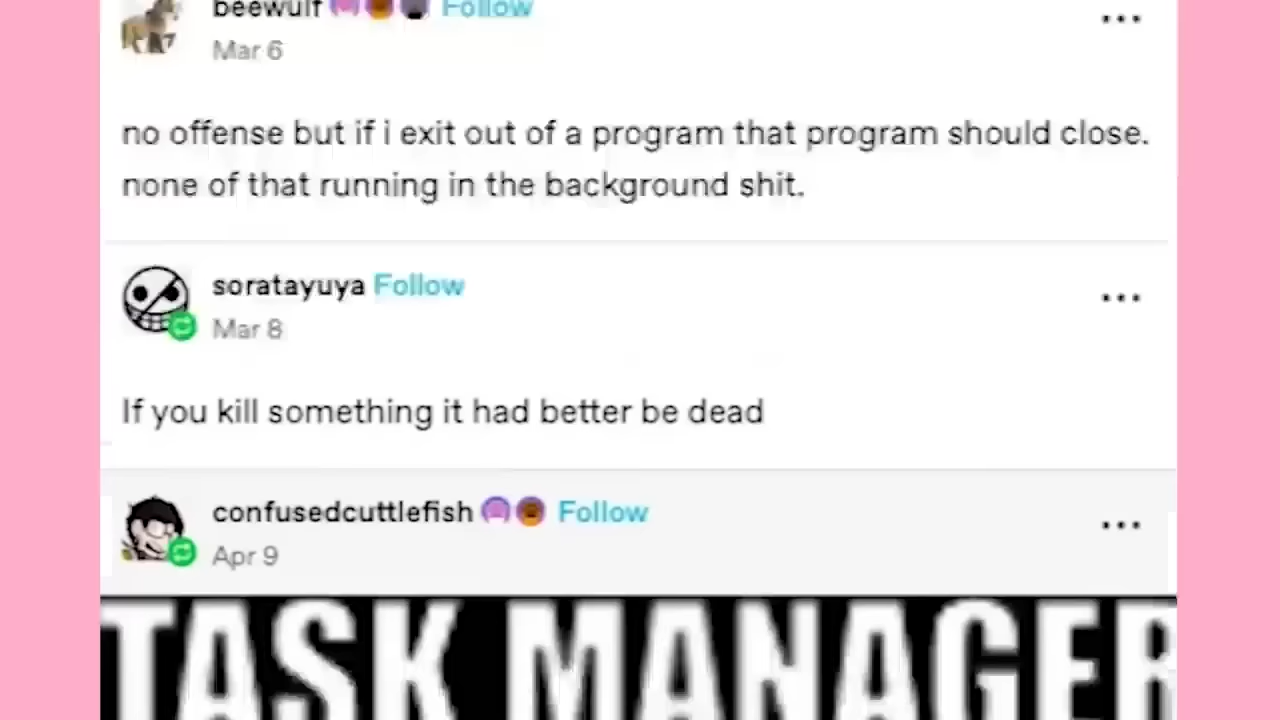 beewulf Follow
Mar 6
no offense but if i exit out of a program that program should close.
none of that running in the background shit.
soratayuya Follow
Mar 8
If you kill something it had better be dead
confusedcuttlefish Follow
Apr 9
TASK MANAGER